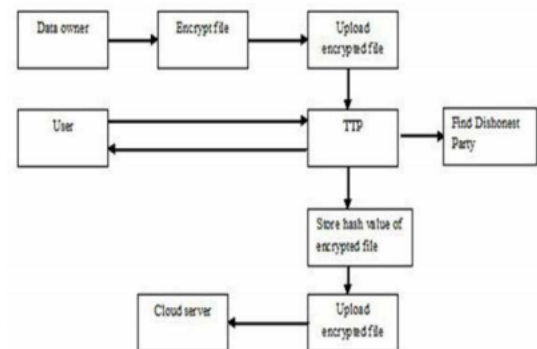 Data owner
Encrypt file
Upload
encrypted file
User
TTP
Find Dishonest
Party
Store hash value of
encrypted file
Cloud server
Upload
encrypted file